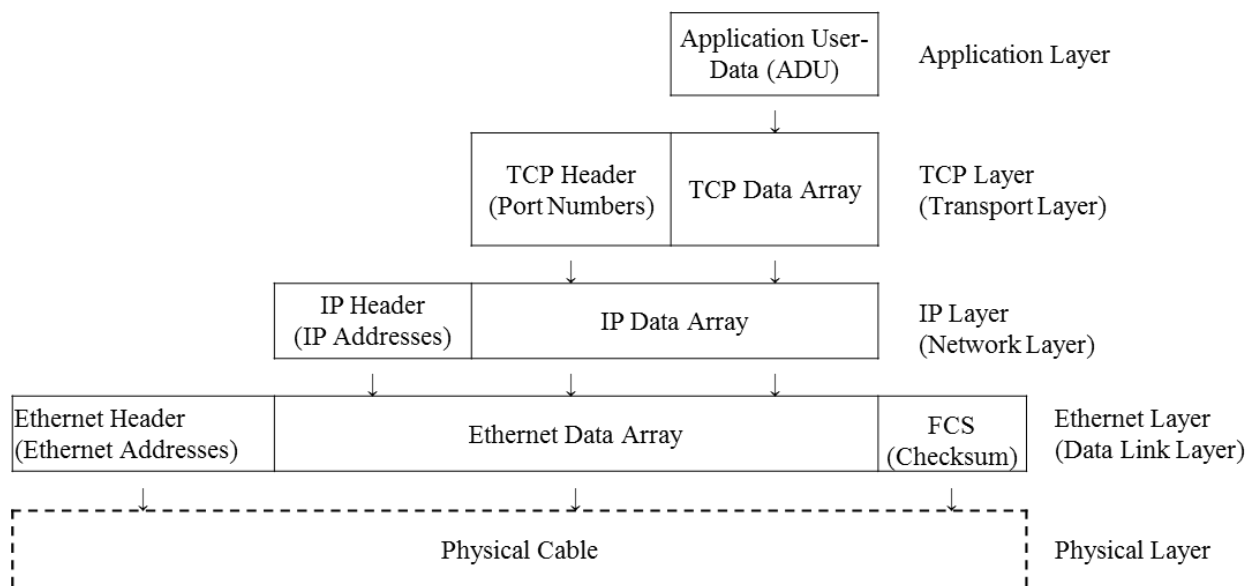 Application User-
Data (ADU)
Application Layer
↓
TCP Header
(Port Numbers)
TCP Data Array
TCP Layer
(Transport Layer)
↓
↓
IP Header
(IP Addresses)
IP Data Array
IP Layer
(Network Layer)
↓
↓
↓
Ethernet Header
(Ethernet Addresses)
Ethernet Data Array
FCS
(Checksum)
Ethernet Layer
(Data Link Layer)
↓
↓
↓
Physical Cable
Physical Layer